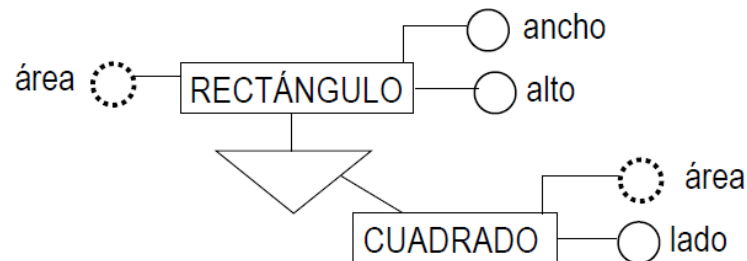 ancho
área
RECTÁNGULO
alto
área
CUADRADO
lado